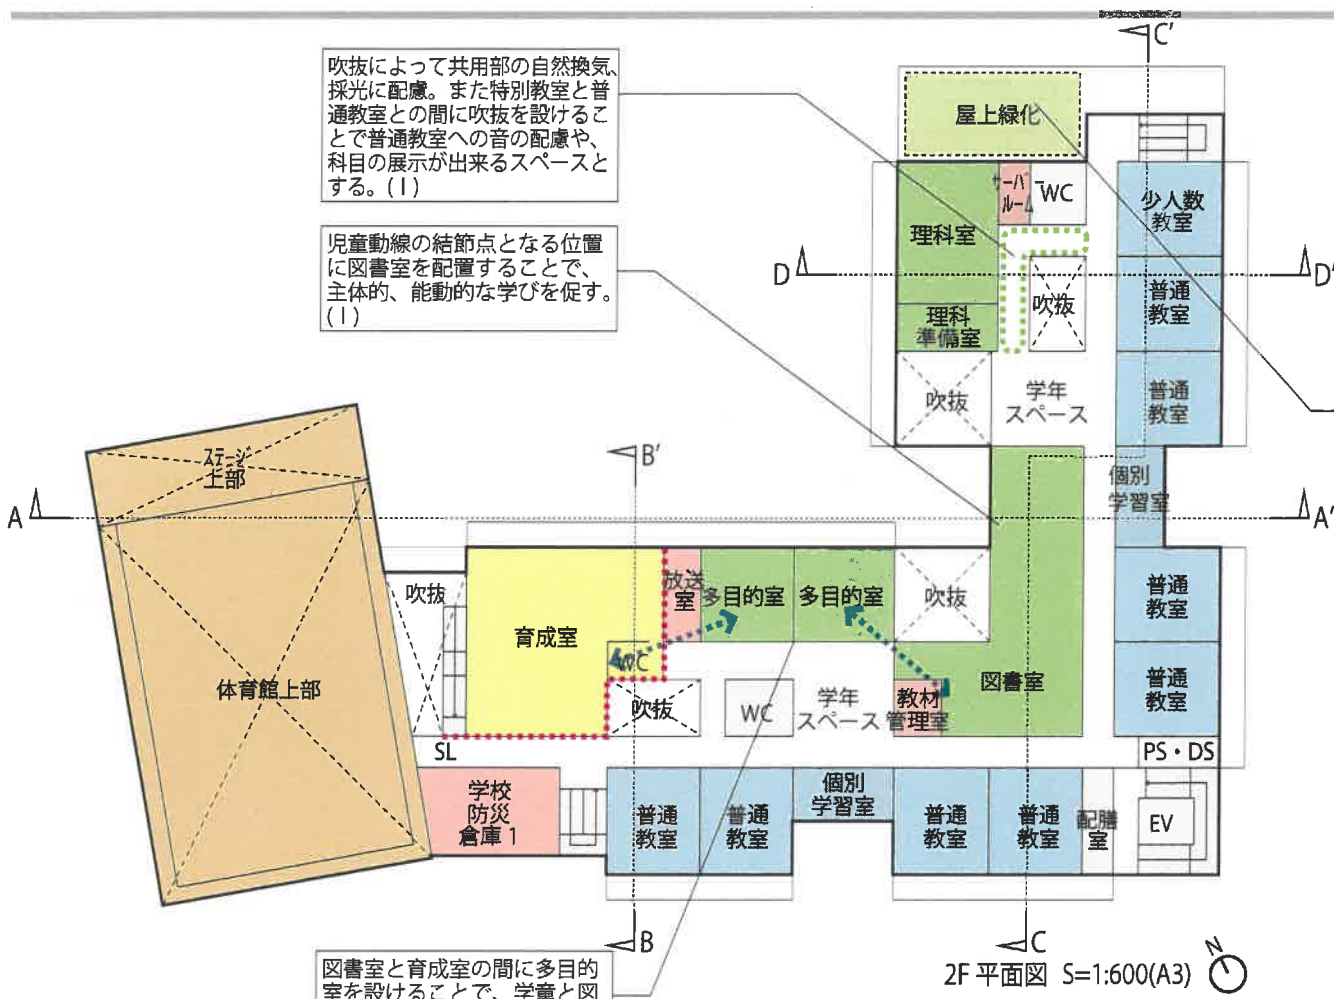 C'
吹抜によって共用部の自然換気、
採光に配慮。また特別教室と普
通教室との間に吹抜を設けるこ
とで普通教室への音の配慮や、
科目の展示が出来るスペースと
する。(1)
児童動線の結節点となる位置
に図書室を配置することで、
主体的、能動的な学びを促す。
(1)
屋上緑化
サーバー
ルーム
WC
少人数
教室
理科室
D
D'
吹抜
普通
教室
理科
準備室
吹抜
学年
スペース
普通
教室
ステージ
上部
B'
個別
学習室
A
A'
吹抜
育成室
放送
室
多目的室
多目的室
吹抜
普通
教室
WC
体育館上部
吹抜
WC
学年
スペース
教材
管理室
図書室
普通
教室
SL
PS・DS
学校
防災
倉庫1
普通
教室
普通
教室
個別
学習室
普通
教室
普通
教室
配膳
室
EV
B
C
図書室と育成室の間に多目的
室を設けることで、学童と図
2F 平面図 S=1:600(A3)
N